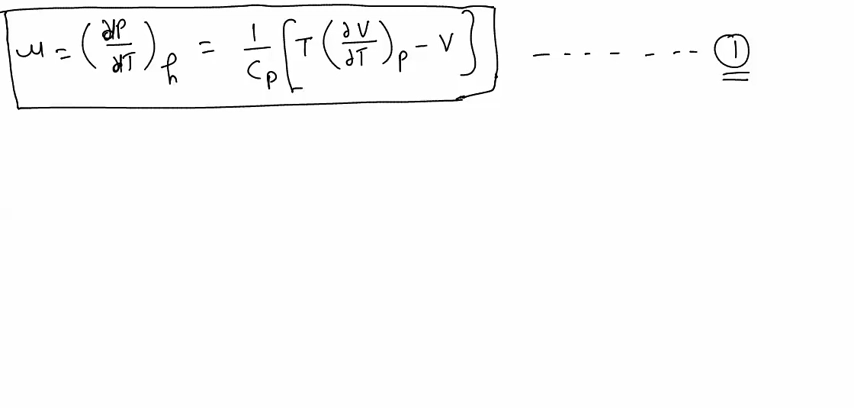 μ = (∂P/∂T)_h = 1/C_P [T(∂V/∂T)_P - V] - - - - - - - ①